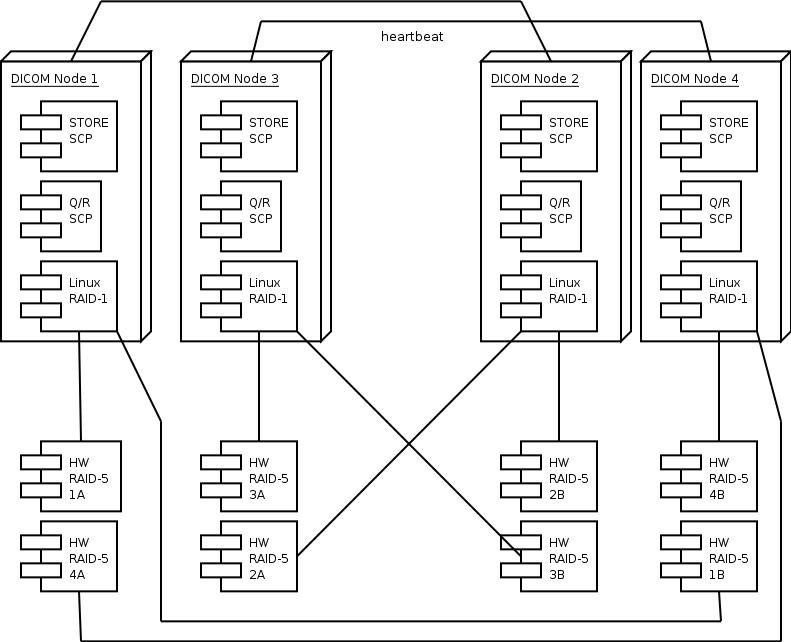 heartbeat
DICOM Node 1
STORE
SCP
Q/R
SCP
Linux
RAID-1
DICOM Node 3
STORE
SCP
Q/R
SCP
Linux
RAID-1
DICOM Node 2
STORE
SCP
Q/R
SCP
Linux
RAID-1
DICOM Node 4
STORE
SCP
Q/R
SCP
Linux
RAID-1
HW
RAID-5
1A
HW
RAID-5
3A
HW
RAID-5
2B
HW
RAID-5
4B
HW
RAID-5
4A
HW
RAID-5
2A
HW
RAID-5
3B
HW
RAID-5
1B